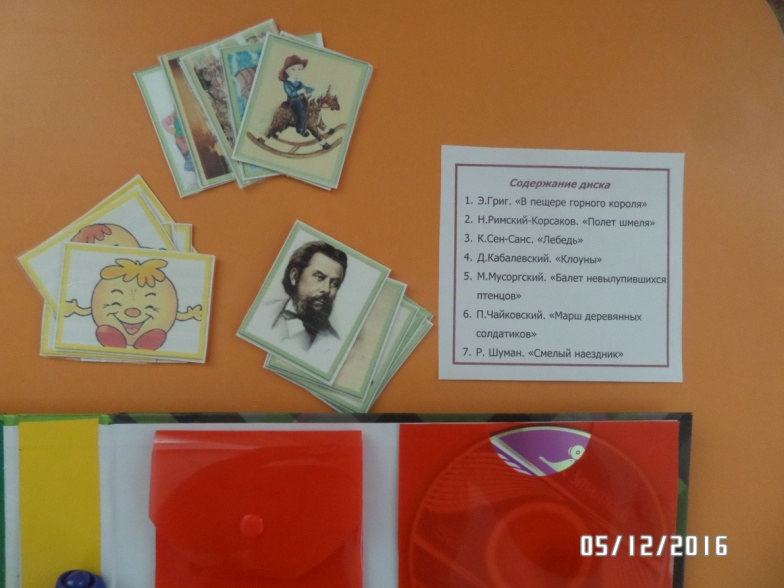 Содержание диска
1. Э.Григ. «В пещере горного короля»
2. Н.Римский-Корсаков. «Полет шмеля»
3. К.Сен-Санс. «Лебедь»
4. Д.Кабалевский. «Клоуны»
5. М.Мусоргский. «Балет невылупившихся
птенцов»
6. П.Чайковский. «Марш деревянных
солдатиков»
7. Р. Шуман. «Смелый наездник»
05/12/2016